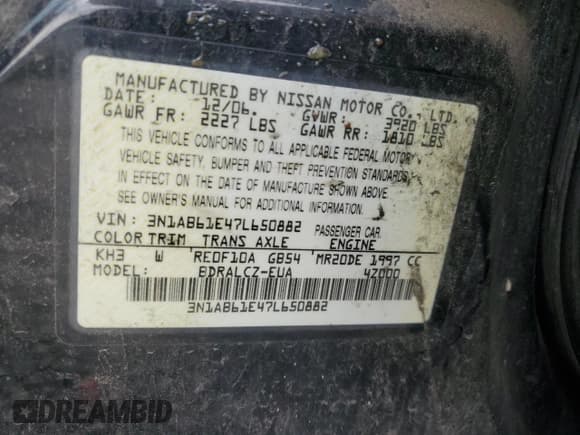 MANUFACTURED BY NISSAN MOTOR CO., LTD.
DATE: 12/06. GVWR: 3920 LBS
GAWR FR: 2227 LBS GAWR RR: 1810 LBS
THIS VEHICLE CONFORMS TO ALL APPLICABLE FEDERAL MOTOR
VEHICLE SAFETY, BUMPER AND THEFT PREVENTION STANDARDS
IN EFFECT ON THE DATE OF MANUFACTURE SHOWN ABOVE.
SEE OWNER'S MANUAL FOR ADDITIONAL INFORMATION.
VIN: 3N1AB61E47L650882 PASSENGER CAR
COLOR TRIM TRANS AXLE ENGINE
KH3 W RE0F10A GB54 MR20DE 1997 CC
MODEL: BDRALCZ-EUA 4Z000
3N1AB61E47L650882
DREAMBID